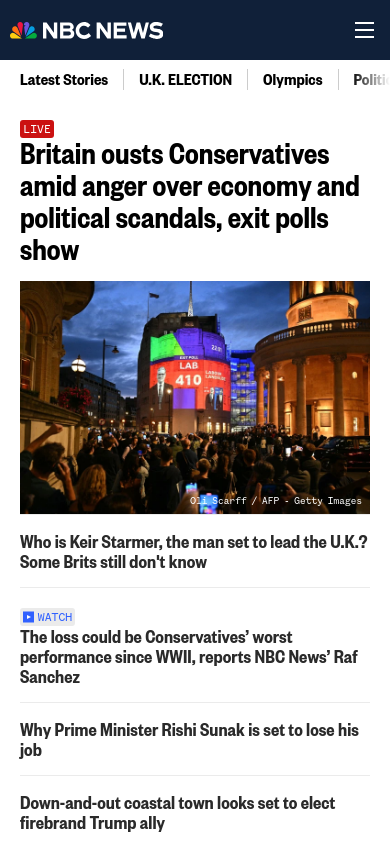 NBC NEWS
Latest Stories
U.K. ELECTION
Olympics
Politic
LIVE
Britain ousts Conservatives
amid anger over economy and
political scandals, exit polls
show
EXIT POLL
LAB
410
LABOUR
LANDSLIDE
Oli Scarff / AFP - Getty Images
Who is Keir Starmer, the man set to lead the U.K.?
Some Brits still don't know
WATCH
The loss could be Conservatives’ worst
performance since WWII, reports NBC News’ Raf
Sanchez
Why Prime Minister Rishi Sunak is set to lose his
job
Down-and-out coastal town looks set to elect
firebrand Trump ally